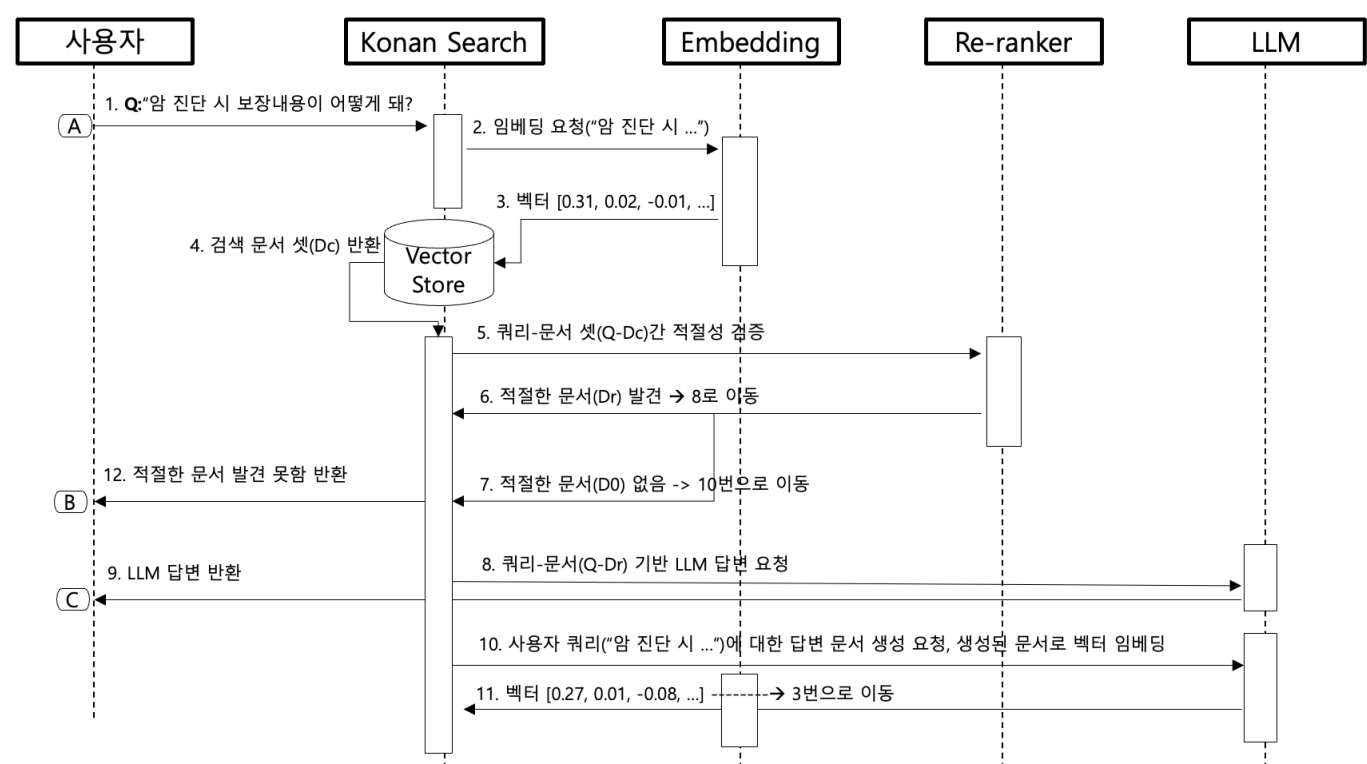 사용자
Konan Search
Embedding
Re-ranker
LLM
1. Q:"암 진단 시 보장내용이 어떻게 돼?
A
2. 임베딩 요청("암 진단 시 ...")
3. 벡터 [0.31, 0.02, -0.01, ...]
4. 검색 문서 셋(Dc) 반환
Vector
Store
5. 쿼리-문서 셋(Q-Dc)간 적절성 검증
6. 적절한 문서(Dr) 발견 → 8로 이동
12. 적절한 문서 발견 못함 반환
7. 적절한 문서(D0) 없음 -> 10번으로 이동
B
8. 쿼리-문서(Q-Dr) 기반 LLM 답변 요청
9. LLM 답변 반환
C
10. 사용자 쿼리("암 진단 시 ...")에 대한 답변 문서 생성 요청, 생성된 문서로 벡터 임베딩
11. 벡터 [0.27, 0.01, -0.08, ...] -------→ 3번으로 이동